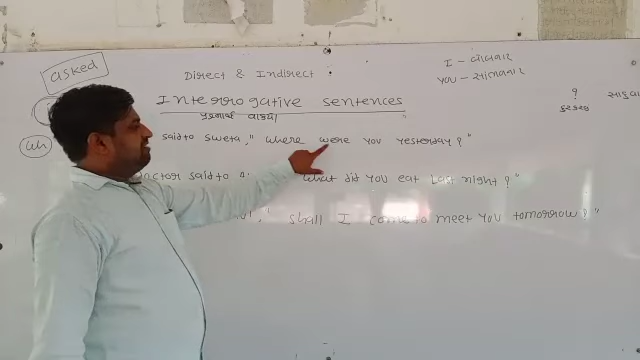 asked
Direct & Indirect
I - બોલનાર
you - સાંભળનાર
Interrogative sentences
પ્રશ્નાર્થ વાક્યો
?
wh
said to Sweta, " where were you yesterday ? "
said to
what did you eat last night ? "
" shall I come to meet you tomorrow ? "